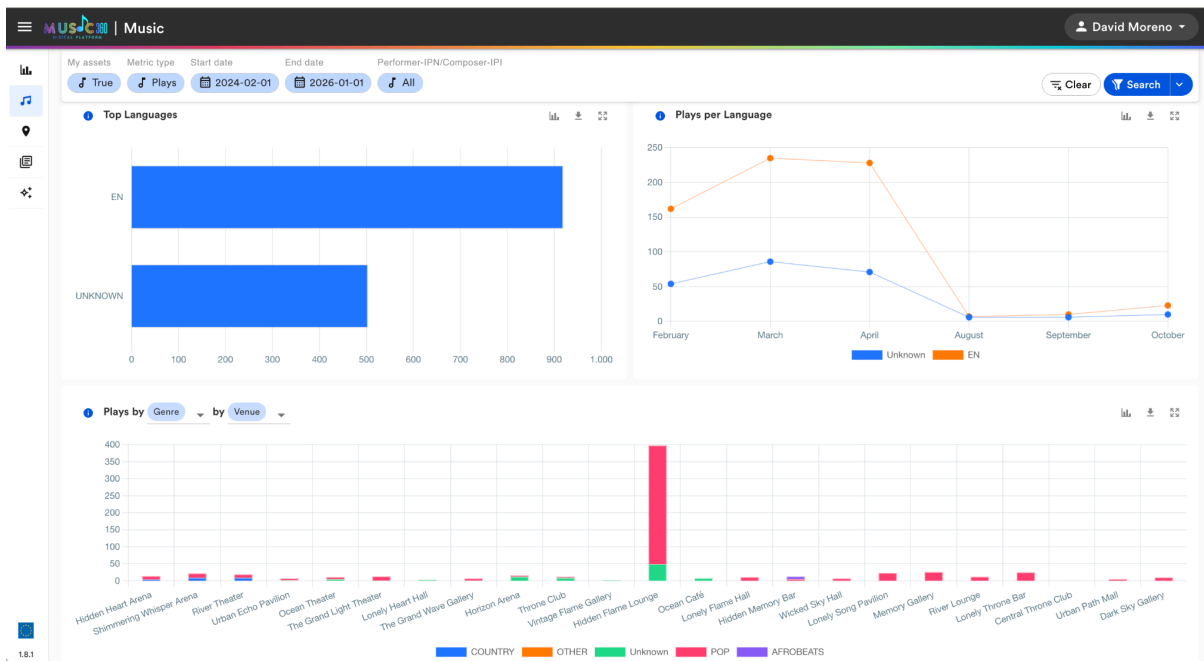 MUSIC360 | Music
DIGITAL PLATFORM
David Moreno
My assets Metric type Start date End date Performer-IPN/Composer-IPI
True Plays 2024-02-01 2026-01-01 All
Clear Search
Top Languages
EN
UNKNOWN
0 100 200 300 400 500 600 700 800 900 1.000
Plays per Language
250
200
150
100
50
0
February March April August September October
Unknown EN
Plays by Genre by Venue
400
350
300
250
200
150
100
50
0
Hidden Heart Arena
Shimmering Whisper Arena
River Theater
Urban Echo Pavilion
Ocean Theater
The Grand Light Theater
Lonely Heart Hall
The Grand Wave Gallery
Horizon Arena
Throne Club
Vintage Flame Gallery
Hidden Flame Lounge
Ocean Café
Lonely Flame Hall
Hidden Memory Bar
Wicked Sky Hall
Lonely Song Pavilion
Memory Gallery
River Lounge
Lonely Throne Bar
Central Throne Club
Urban Path Mall
Dark Sky Gallery
COUNTRY OTHER Unknown POP AFROBEATS
1.8.1